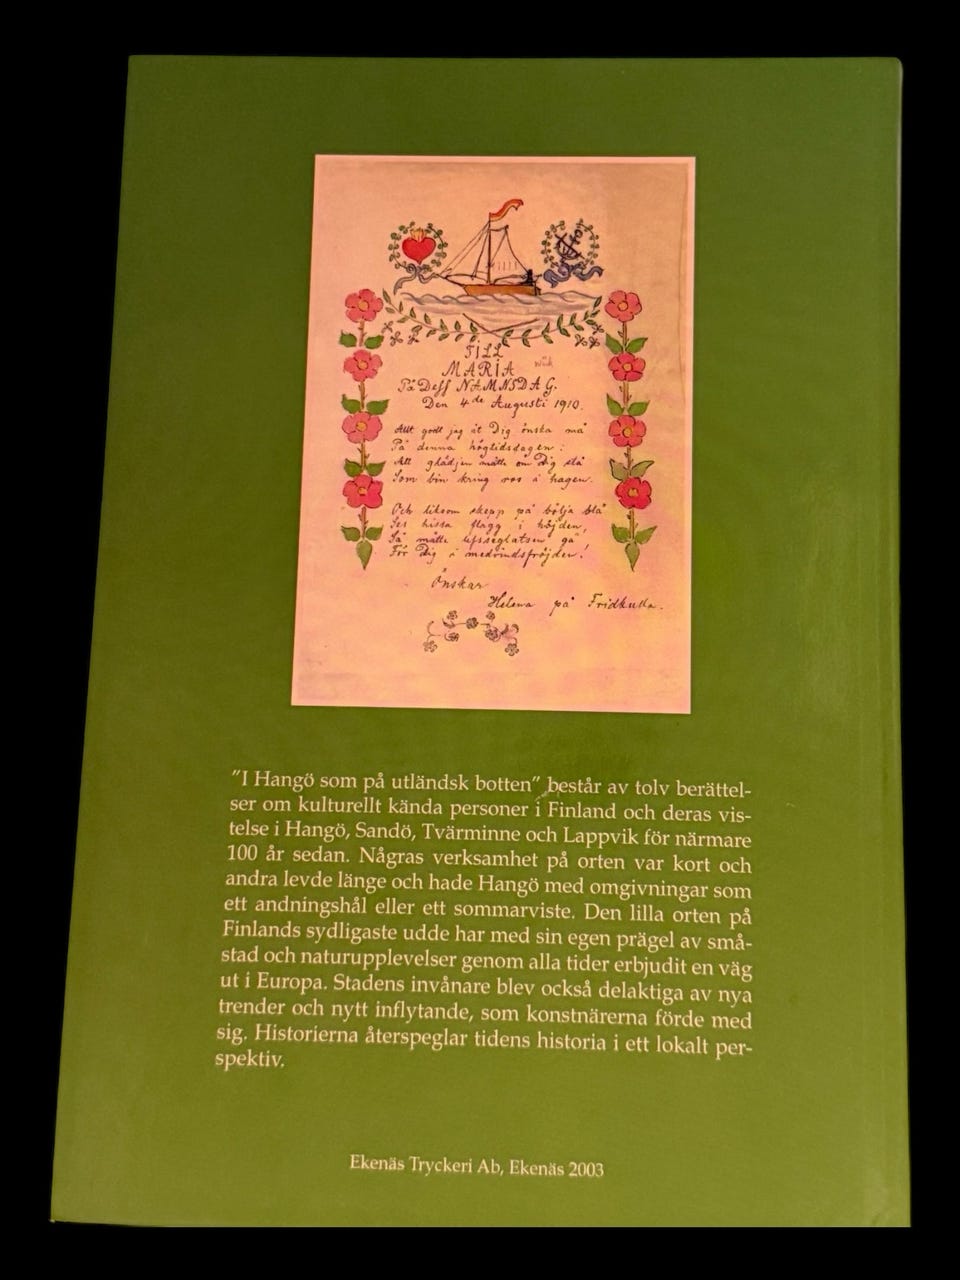 TILL
MARIA
På Dess NAMNSDAG.
Den 4de Augusti 1910.
Allt godt jag åt Dig önska må
På denna högtidsdagen:
Att glädjen måtte om Dig stå
Som bin kring ros i hagen.
Och liksom skepp på bölja blå
Ses hissa flagg i höjden,
Så måtte lifsseglatsen gå
För Dig i medvindsfröjden!
Önskar
Helena på Fridkulla.
"I Hangö som på utländsk botten" består av tolv berättel-
ser om kulturellt kända personer i Finland och deras vis-
telse i Hangö, Sandö, Tvärminne och Lappvik för närmare
100 år sedan. Några verksamhet på orten var kort och
andra levde länge och hade Hangö med omgivningar som
ett andningshål eller ett sommarviste. Den lilla orten på
Finlands sydligaste udde har med sin egen prägel av små-
stad och naturupplevelser genom alla tider erbjudit en väg
ut i Europa. Stadens invånare blev också delaktiga av nya
trender och nytt inflytande, som konstnärerna förde med
sig. Historierna återspeglar tidens historia i ett lokalt per-
spektiv.
Ekenäs Tryckeri Ab, Ekenäs 2003